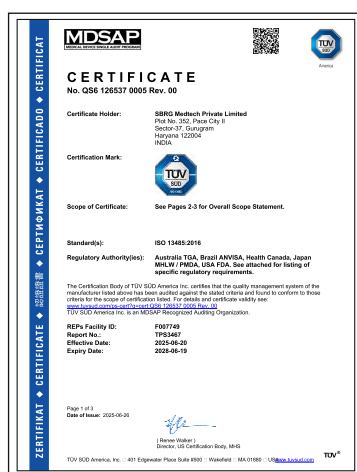 MDSAP
MEDICAL DEVICE SINGLE AUDIT PROGRAM
TÜV
SÜD
America
CERTIFICATE
No. QS6 126537 0005 Rev. 00
Certificate Holder: SBRG Medtech Private Limited
Plot No. 352, Pace City II
Sector-37, Gurugram
Haryana 122004
INDIA
Certification Mark:
TÜV
SÜD
ISO 13485
Scope of Certificate: See Pages 2-3 for Overall Scope Statement.
Standard(s): ISO 13485:2016
Regulatory Authority(ies): Australia TGA, Brazil ANVISA, Health Canada, Japan
MHLW / PMDA, USA FDA. See attached for listing of
specific regulatory requirements.
The Certification Body of TÜV SÜD America Inc. certifies that the quality management system of the
manufacturer listed above has been audited against the stated criteria and found to conform to those
criteria for the scope of certification listed. For details and certificate validity see:
www.tuvsud.com/ps-cert?q=cert:QS6 126537 0005 Rev. 00
TÜV SÜD America Inc. is an MDSAP Recognized Auditing Organization.
REPs Facility ID: F007749
Report No.: TPS3467
Effective Date: 2025-06-20
Expiry Date: 2028-06-19
Page 1 of 3
Date of Issue: 2025-06-26
( Renee Walker )
Director, US Certification Body, MHS
TÜV SÜD America, Inc. □ 401 Edgewater Place Suite #500 □ Wakefield □ MA 01880 □ USA www.tuvsud.com
TÜV®
ZERTIFIKAT ◆ CERTIFICATE ◆ 認證證書 ◆ СЕРТИФИКАТ ◆ CERTIFICADO ◆ CERTIFICAT